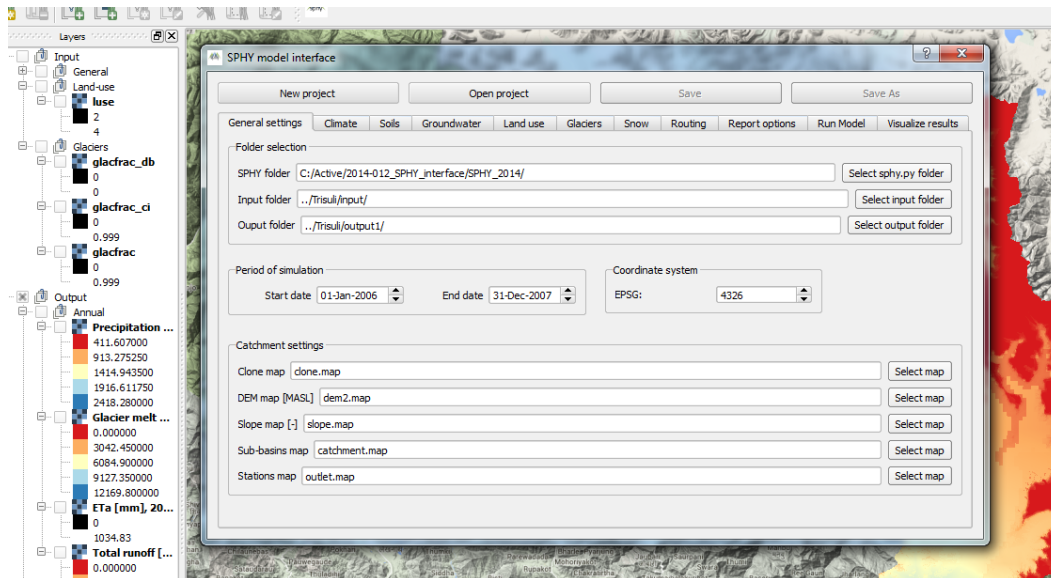 SPHY
Layers
Input
General
Land-use
luse
2
4
Glaciers
glacfrac_db
0
0
glacfrac_ci
0
0.999
glacfrac
0
0.999
Output
Annual
Precipitation ...
411.607000
913.275250
1414.943500
1916.611750
2418.280000
Glacier melt ...
0.000000
3042.450000
6084.900000
9127.350000
12169.800000
ETa [mm], 20...
0
1034.83
Total runoff [...
0.000000
SPHY model interface
New project Open project Save Save As
General settings Climate Soils Groundwater Land use Glaciers Snow Routing Report options Run Model Visualize results
Folder selection
SPHY folder C:/Active/2014-012_SPHY_interface/SPHY_2014/ Select sphy.py folder
Input folder ../Trisuli/input/ Select input folder
Ouput folder ../Trisuli/output1/ Select output folder
Period of simulation Coordinate system
Start date 01-Jan-2006 End date 31-Dec-2007 EPSG: 4326
Catchment settings
Clone map clone.map Select map
DEM map [MASL] dem2.map Select map
Slope map [-] slope.map Select map
Sub-basins map catchment.map Select map
Stations map outlet.map Select map